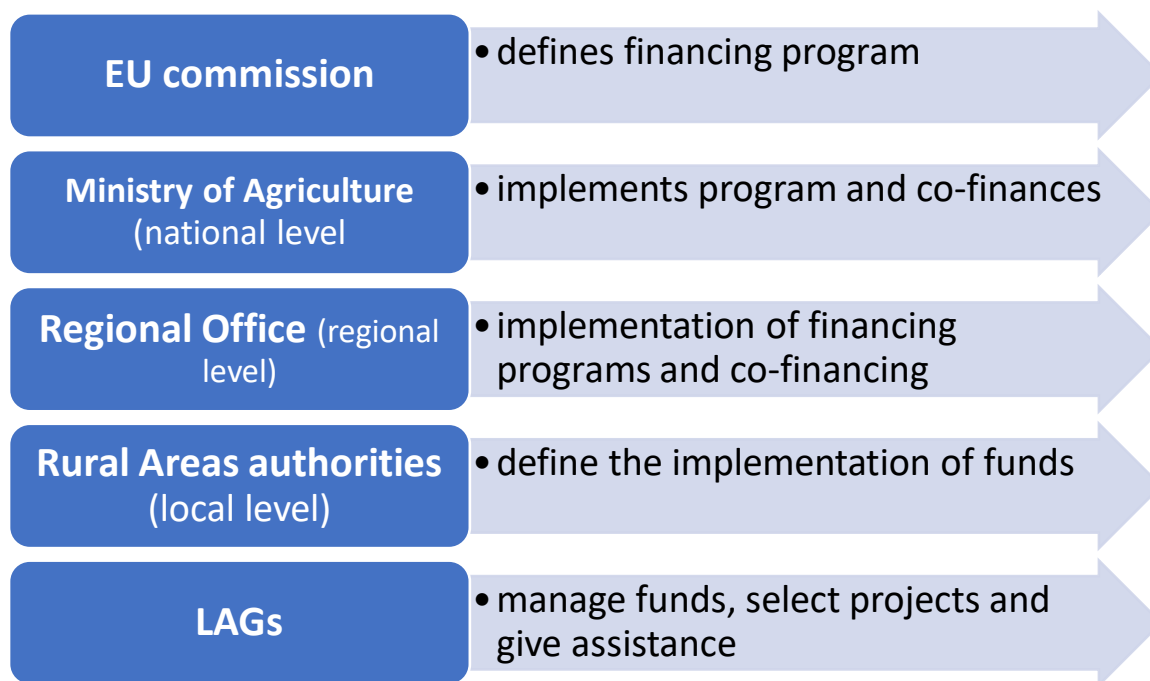 EU commission
• defines financing program
Ministry of Agriculture
(national level
• implements program and co-finances
Regional Office (regional
level)
• implementation of financing
programs and co-financing
Rural Areas authorities
(local level)
• define the implementation of funds
LAGs
• manage funds, select projects and
give assistance